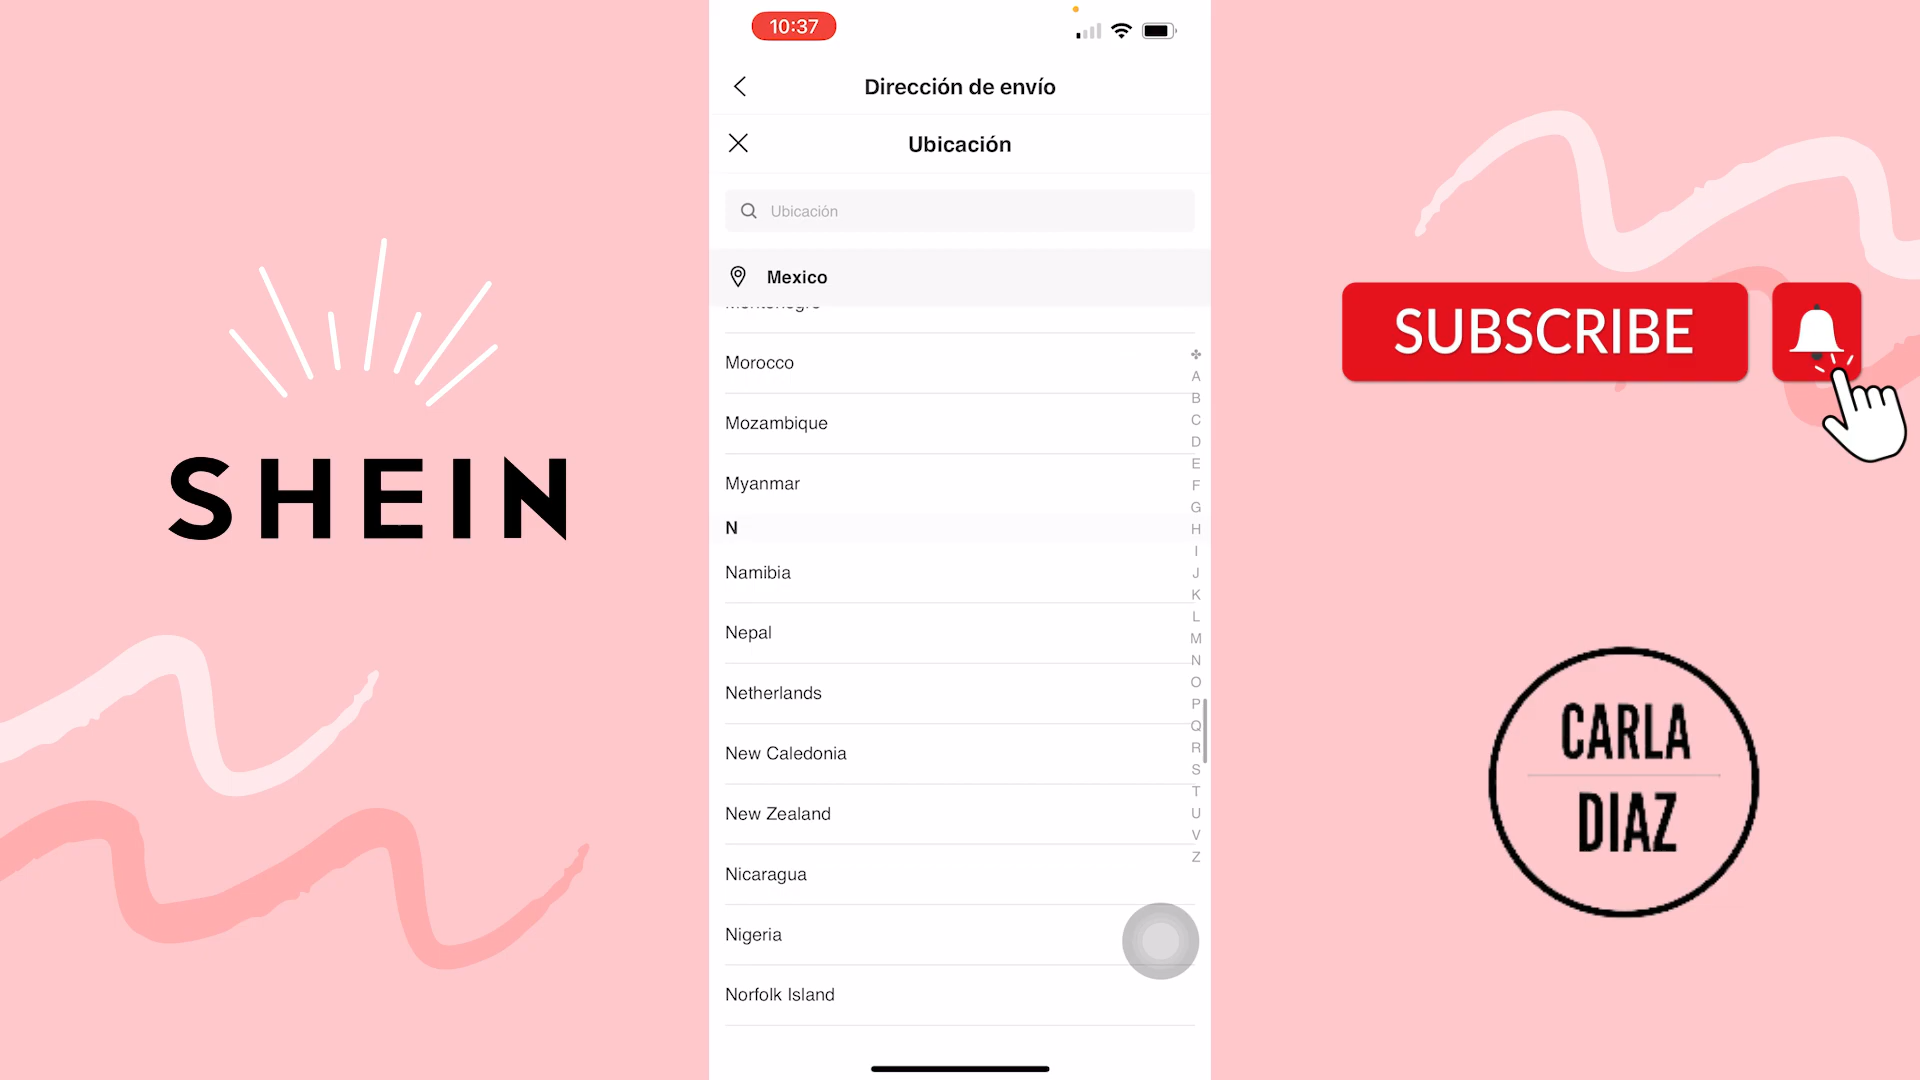 SHEIN
10:37
Dirección de envío
Ubicación
Ubicación
Mexico
Morocco
Mozambique
Myanmar
N
Namibia
Nepal
Netherlands
New Caledonia
New Zealand
Nicaragua
Nigeria
Norfolk Island
A
B
C
D
E
F
G
H
I
J
K
L
M
N
O
P
Q
R
S
T
U
V
Z
SUBSCRIBE
CARLA
DIAZ